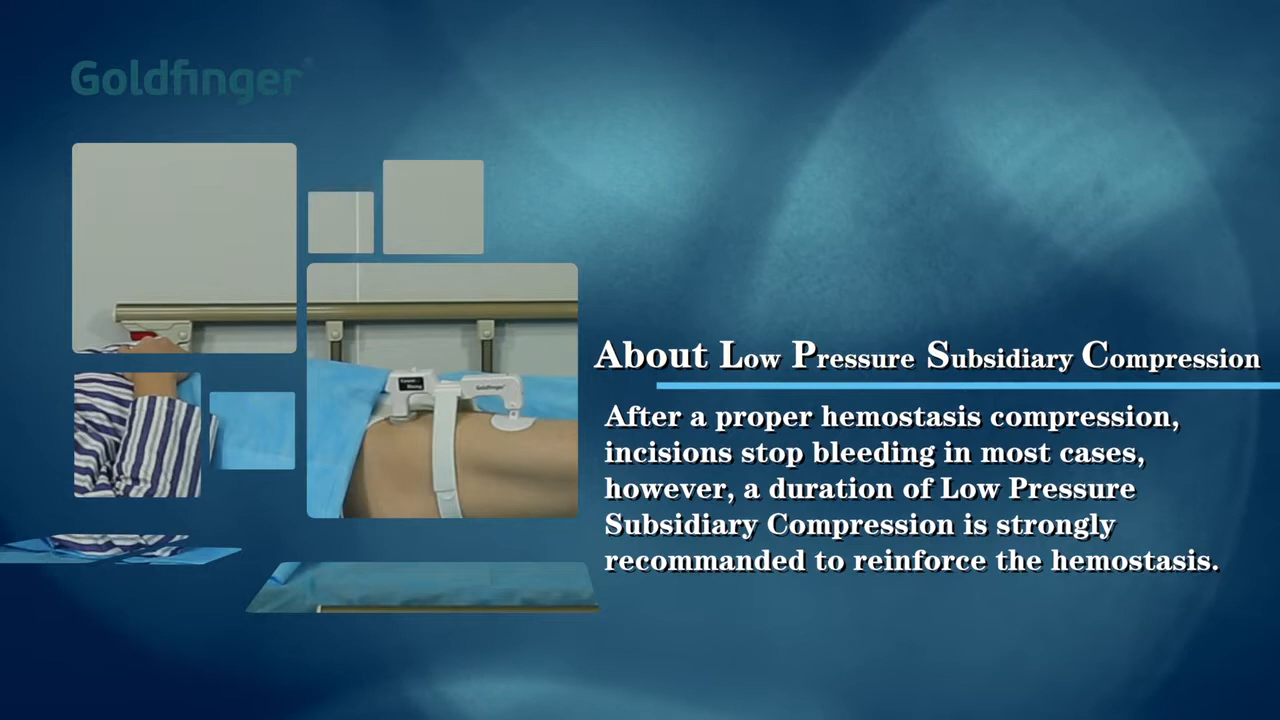 Goldfinger
About Low Pressure Subsidiary Compression
After a proper hemostasis compression,
incisions stop bleeding in most cases,
however, a duration of Low Pressure
Subsidiary Compression is strongly
recommanded to reinforce the hemostasis.
Goldfinger